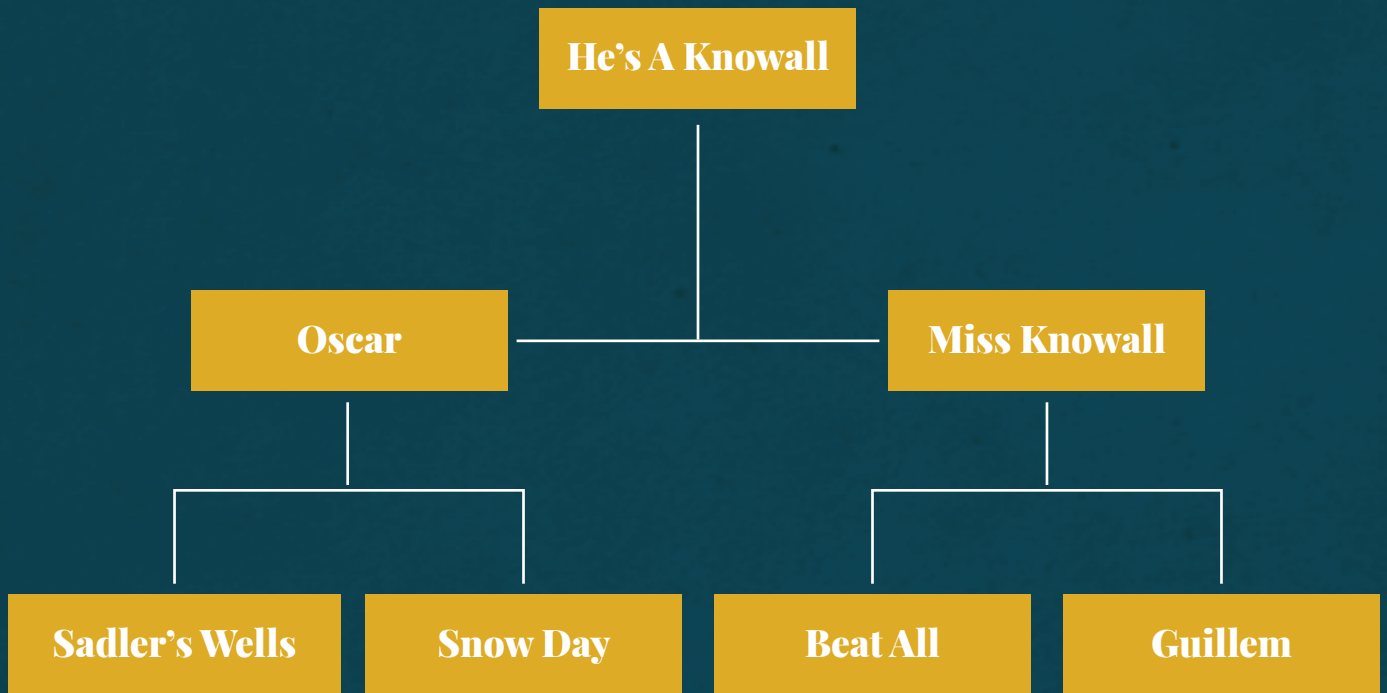 He’s A Knowall
Oscar
Miss Knowall
Sadler’s Wells
Snow Day
Beat All
Guillem